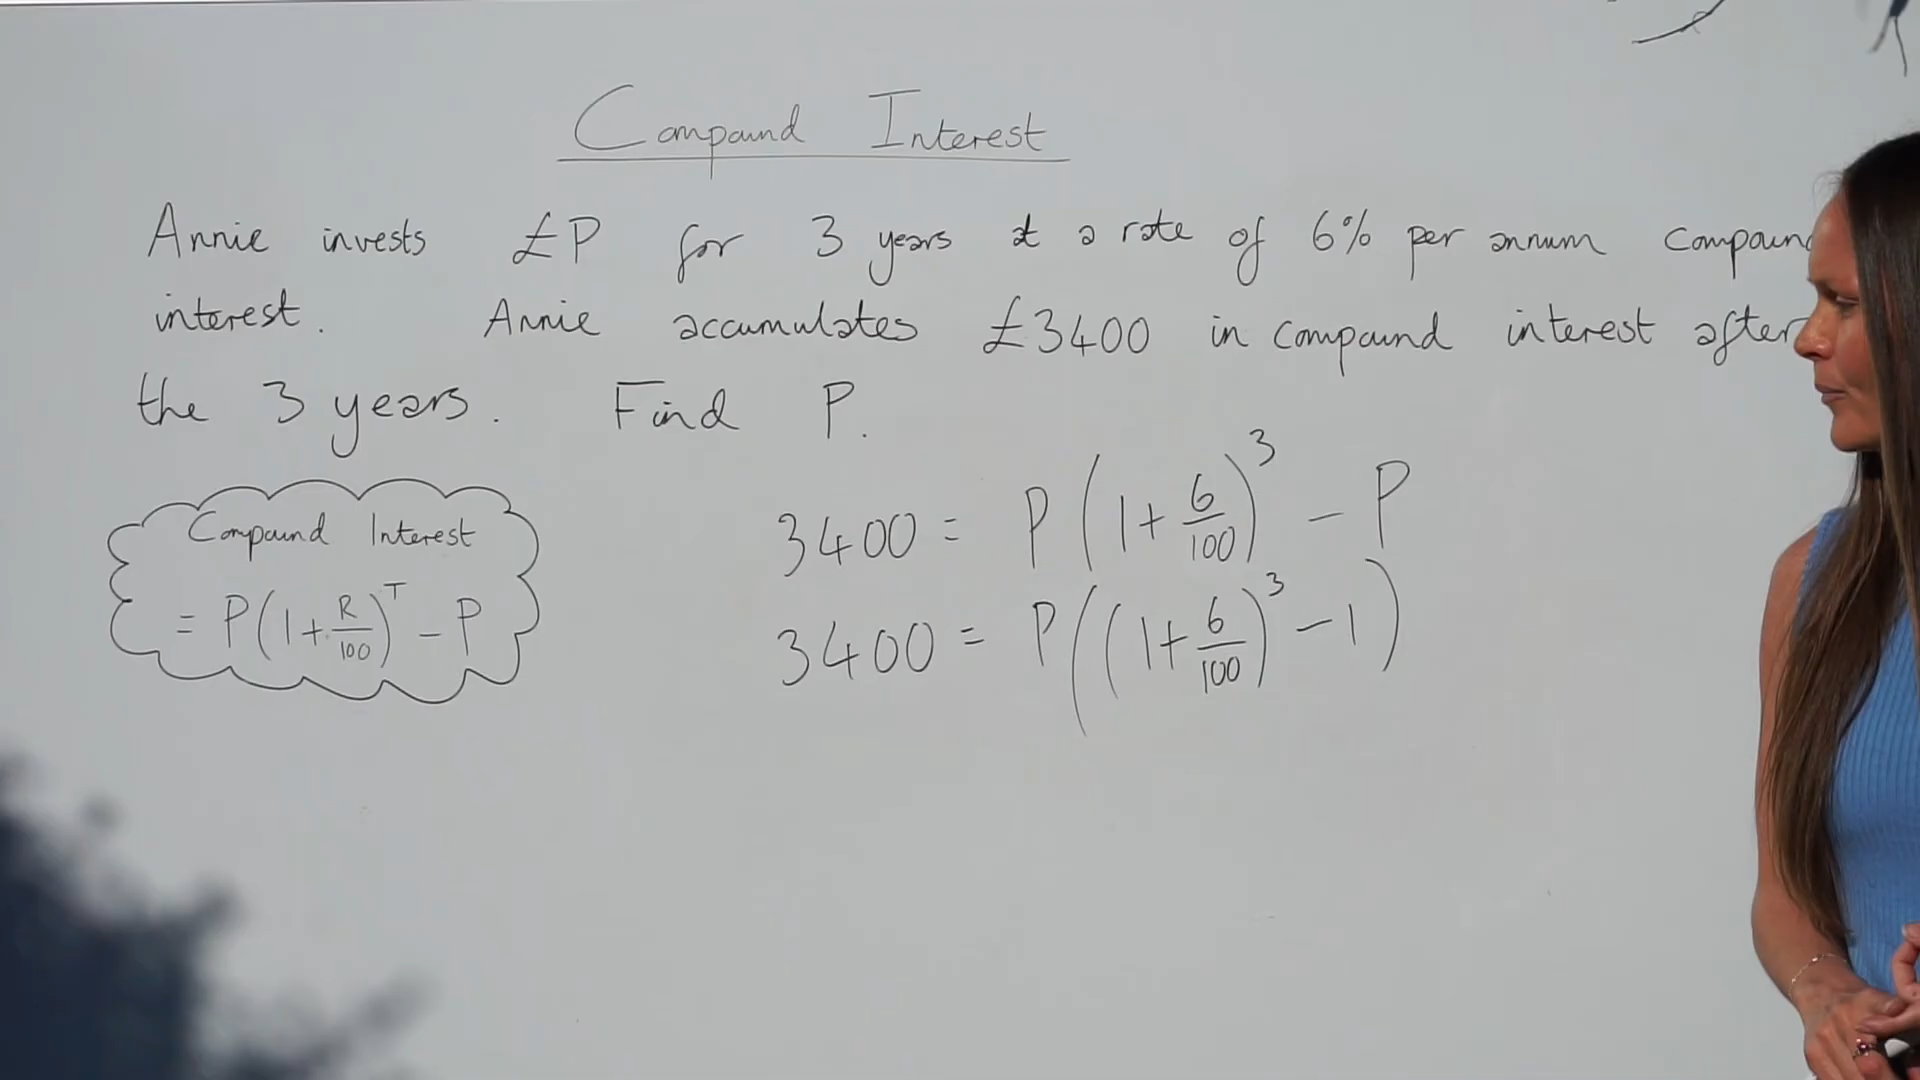 Compound Interest
Annie invests £P for 3 years at a rate of 6% per annum compound
interest. Annie accumulates £3400 in compound interest after
the 3 years. Find P.
3400 = P(1+6/100)³ − P
Compound Interest
= P(1+R/100)ᵀ − P
3400 = P((1+6/100)³ − 1)